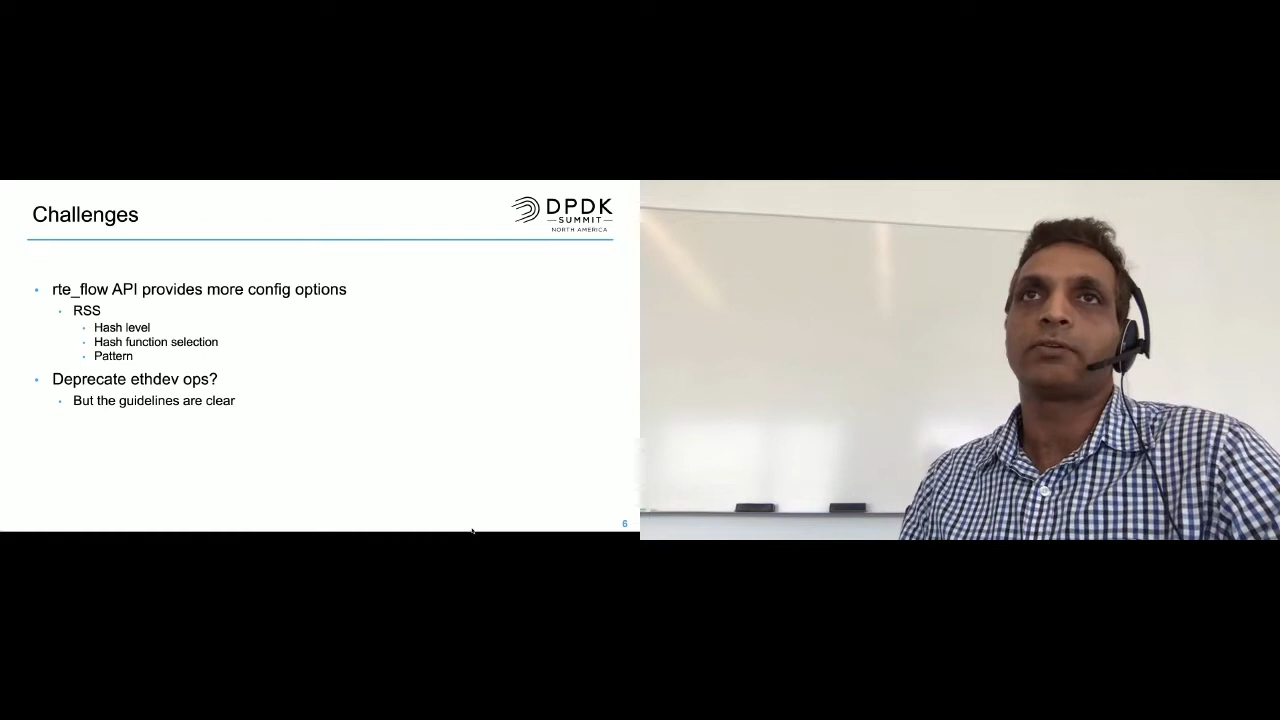 Challenges
DPDK
SUMMIT
NORTH AMERICA
rte_flow API provides more config options
RSS
Hash level
Hash function selection
Pattern
Deprecate ethdev ops?
But the guidelines are clear
6